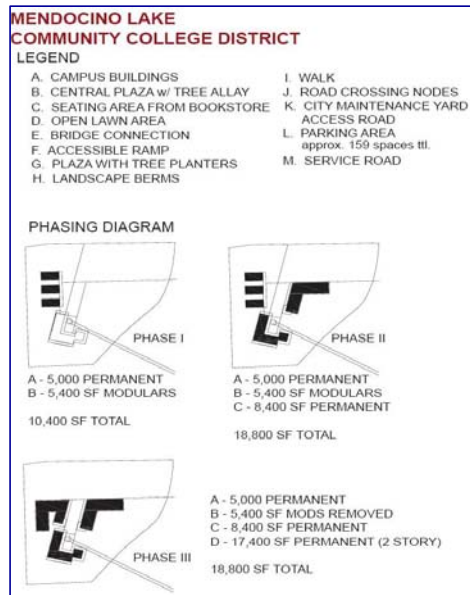 MENDOCINO LAKE
COMMUNITY COLLEGE DISTRICT
LEGEND
A. CAMPUS BUILDINGS
B. CENTRAL PLAZA w/ TREE ALLAY
C. SEATING AREA FROM BOOKSTORE
D. OPEN LAWN AREA
E. BRIDGE CONNECTION
F. ACCESSIBLE RAMP
G. PLAZA WITH TREE PLANTERS
H. LANDSCAPE BERMS
I. WALK
J. ROAD CROSSING NODES
K. CITY MAINTENANCE YARD
ACCESS ROAD
L. PARKING AREA
approx. 159 spaces ttl.
M. SERVICE ROAD
PHASING DIAGRAM
PHASE I
A - 5,000 PERMANENT
B - 5,400 SF MODULARS
10,400 SF TOTAL
PHASE II
A - 5,000 PERMANENT
B - 5,400 SF MODULARS
C - 8,400 SF PERMANENT
18,800 SF TOTAL
PHASE III
A - 5,000 PERMANENT
B - 5,400 SF MODS REMOVED
C - 8,400 SF PERMANENT
D - 17,400 SF PERMANENT (2 STORY)
18,800 SF TOTAL